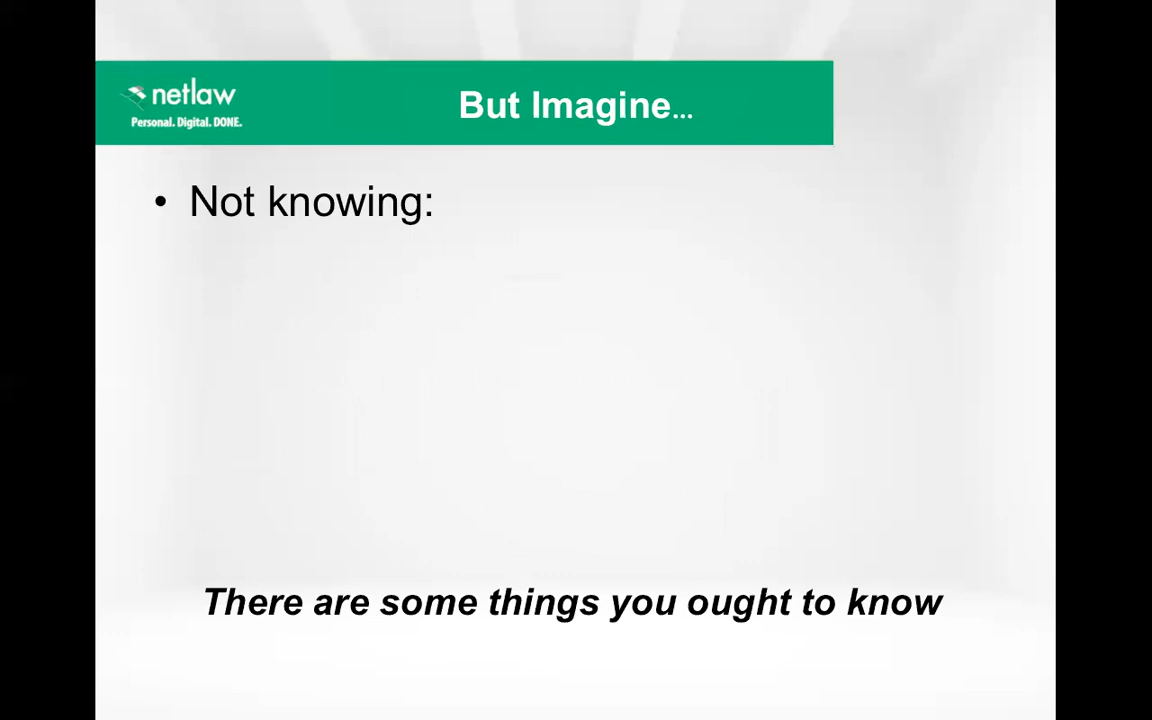 netlaw
Personal. Digital. DONE.
But Imagine...
• Not knowing:
There are some things you ought to know